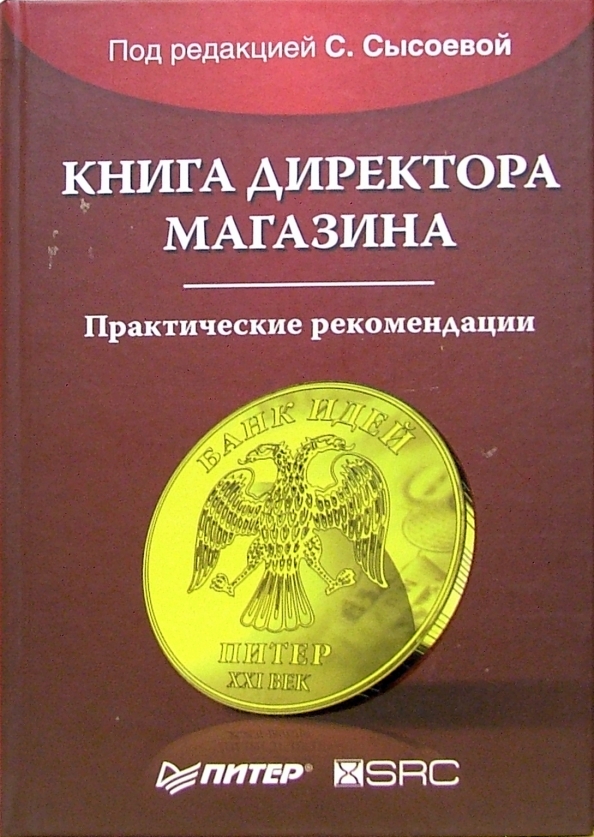 Под редакцией С. Сысоевой
КНИГА ДИРЕКТОРА
МАГАЗИНА
Практические рекомендации
БАНК ИДЕЙ
ПИТЕР
XXI ВЕК
ПИТЕР®
SRC